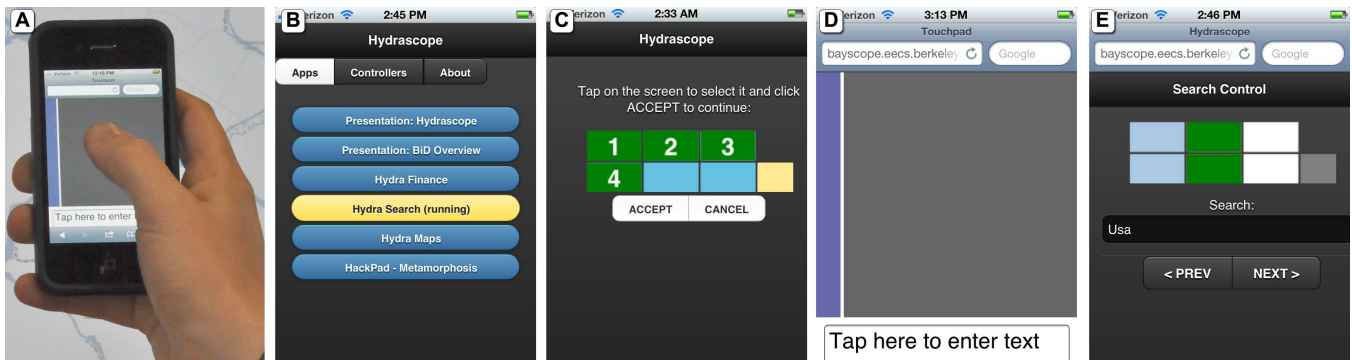 A
Verizon 12:16 PM
Touchpad
Tap here to enter
B
erizon 2:45 PM
Hydrascope
Apps Controllers About
Presentation: Hydrascope
Presentation: BiD Overview
Hydra Finance
Hydra Search (running)
Hydra Maps
HackPad - Metamorphosis
C
erizon 2:33 AM
Hydrascope
Tap on the screen to select it and click
ACCEPT to continue:
1 2 3
4
ACCEPT CANCEL
D
erizon 3:13 PM
Touchpad
bayscope.eecs.berkeley. Google
Tap here to enter text
E
erizon 2:46 PM
Hydrascope
bayscope.eecs.berkeley Google
Search Control
Search:
Usa
< PREV NEXT >